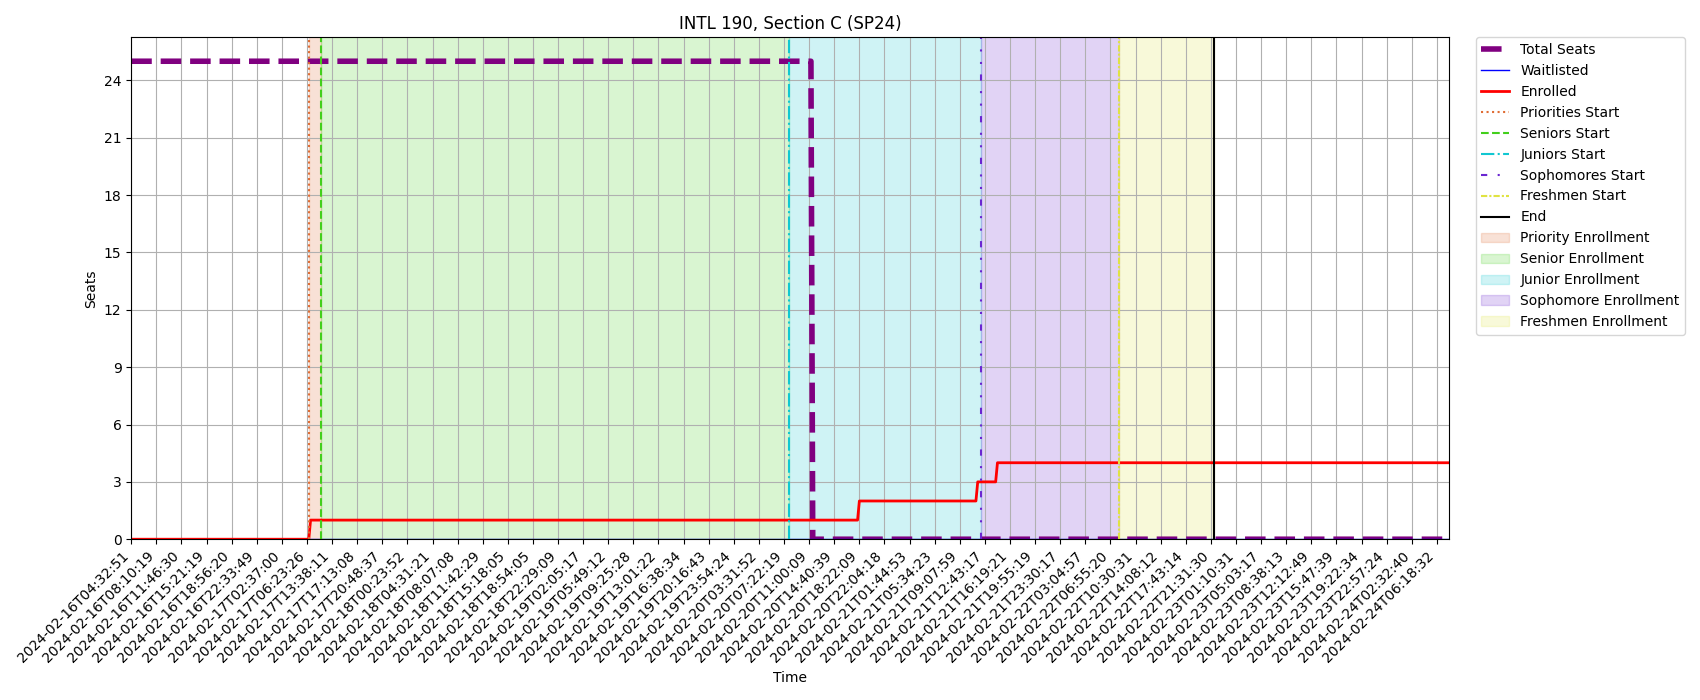 INTL 190, Section C (SP24)
Seats
24
21
18
15
12
9
6
3
0
2024-02-16T04:32:51
2024-02-16T08:10:19
2024-02-16T11:46:30
2024-02-16T15:21:19
2024-02-16T18:56:20
2024-02-16T22:33:49
2024-02-17T02:37:00
2024-02-17T06:23:26
2024-02-17T13:38:11
2024-02-17T17:13:08
2024-02-17T20:48:37
2024-02-18T00:23:52
2024-02-18T04:31:21
2024-02-18T08:07:08
2024-02-18T11:42:29
2024-02-18T15:18:05
2024-02-18T18:54:05
2024-02-18T22:29:09
2024-02-19T02:05:17
2024-02-19T05:49:12
2024-02-19T09:25:28
2024-02-19T13:01:22
2024-02-19T16:38:34
2024-02-19T20:16:43
2024-02-19T23:54:24
2024-02-20T03:31:52
2024-02-20T07:22:19
2024-02-20T11:00:09
2024-02-20T14:40:39
2024-02-20T18:22:09
2024-02-20T22:04:18
2024-02-21T01:44:53
2024-02-21T05:34:23
2024-02-21T09:07:59
2024-02-21T12:43:17
2024-02-21T16:19:21
2024-02-21T19:55:19
2024-02-21T23:30:17
2024-02-22T03:04:57
2024-02-22T06:55:20
2024-02-22T10:30:31
2024-02-22T14:08:12
2024-02-22T17:43:14
2024-02-22T21:31:30
2024-02-23T01:10:31
2024-02-23T05:03:17
2024-02-23T08:38:13
2024-02-23T12:12:49
2024-02-23T15:47:39
2024-02-23T19:22:34
2024-02-23T22:57:24
2024-02-24T02:32:40
2024-02-24T06:18:32
Time
Total Seats
Waitlisted
Enrolled
Priorities Start
Seniors Start
Juniors Start
Sophomores Start
Freshmen Start
End
Priority Enrollment
Senior Enrollment
Junior Enrollment
Sophomore Enrollment
Freshmen Enrollment